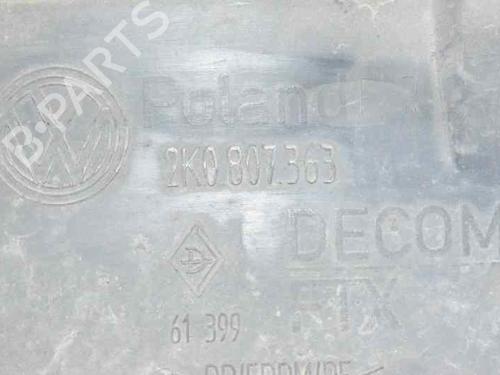 B-PARTS
Poland
2K0.807.363
DECOM
FIX
61 399